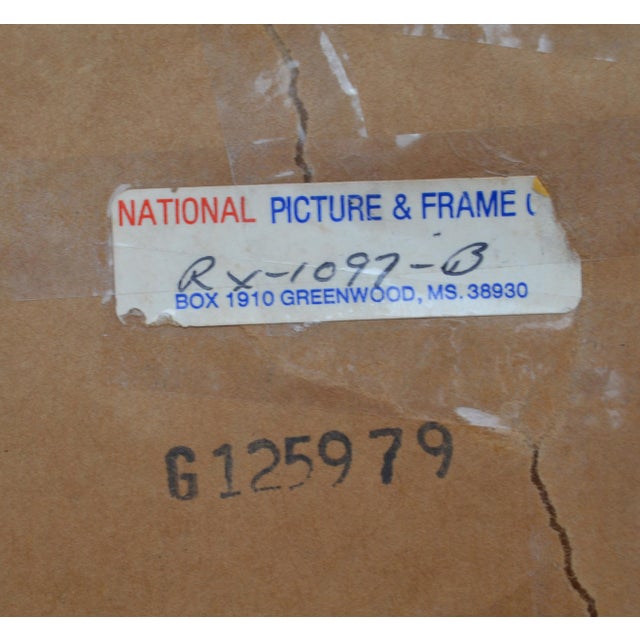 NATIONAL PICTURE & FRAME
Rx-1097-B
BOX 1910 GREENWOOD, MS. 38930
G125979